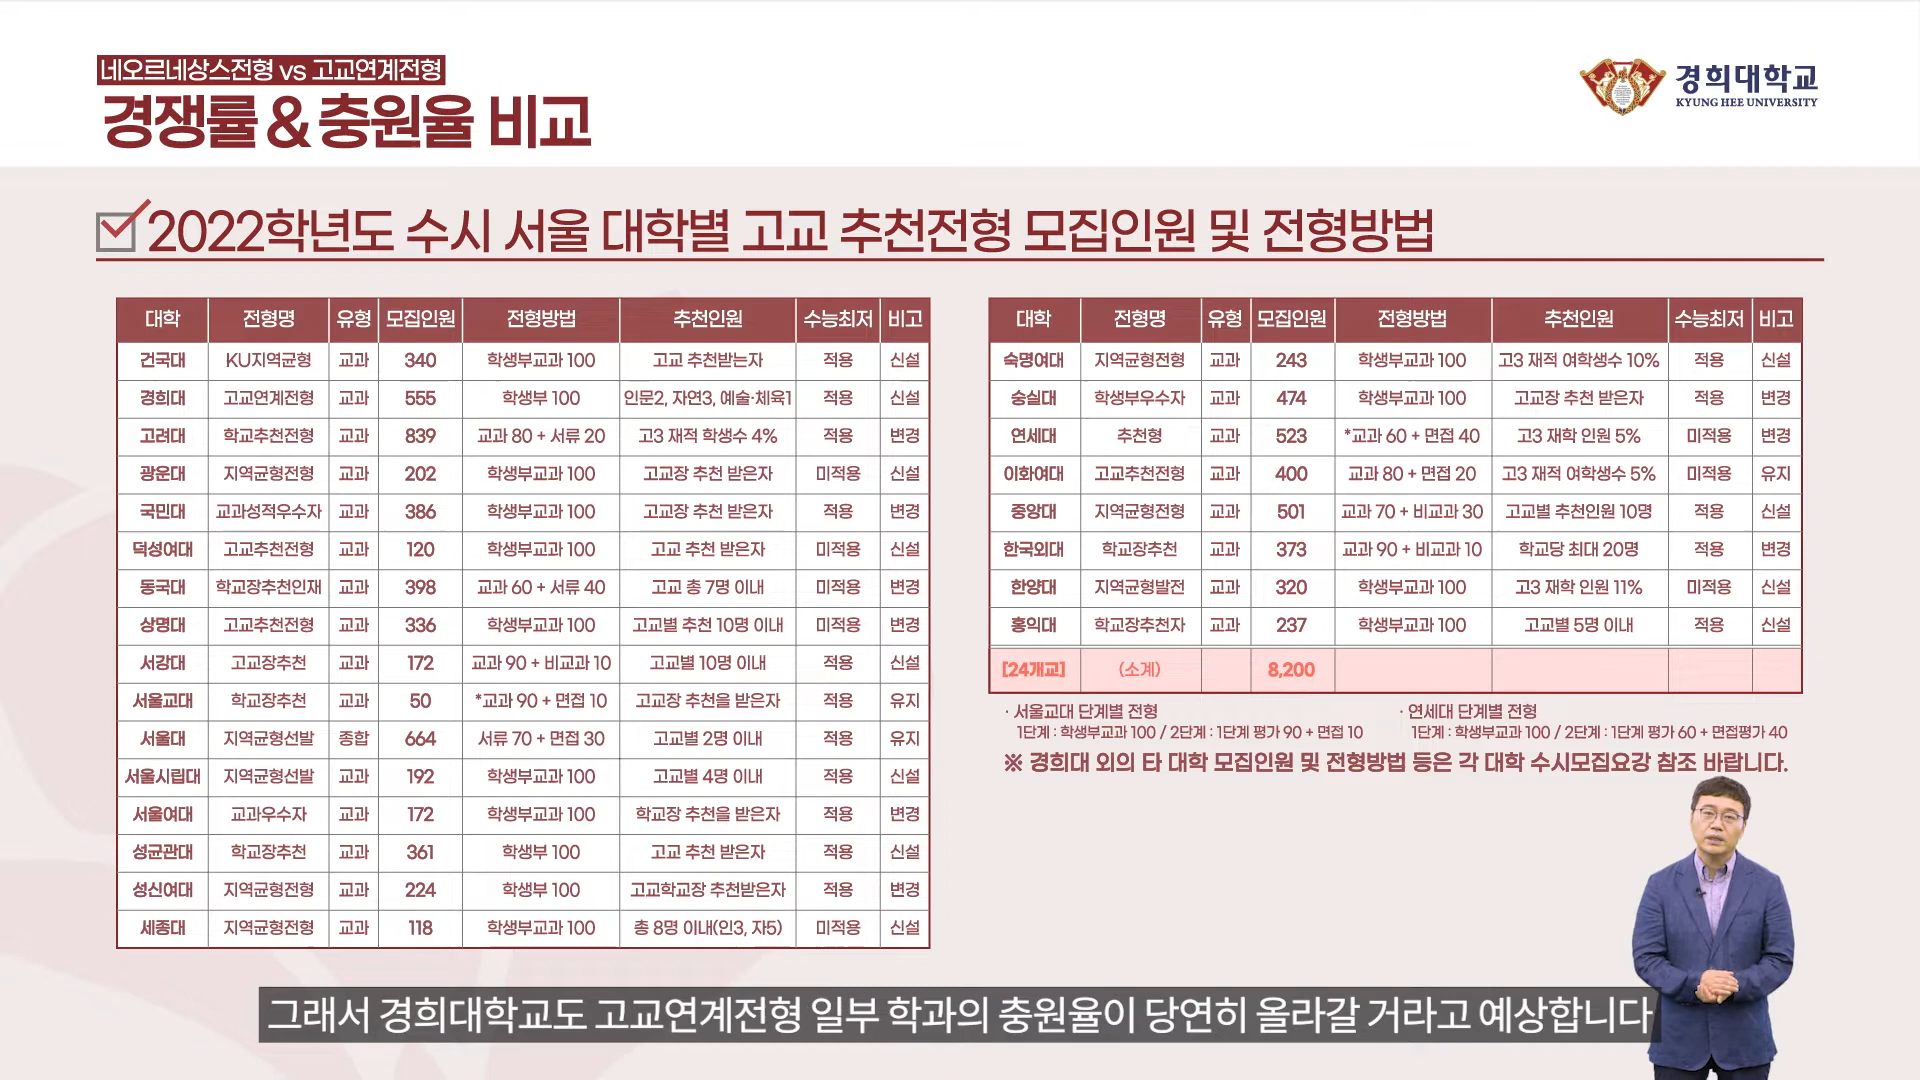 네오르네상스전형 vs 고교연계전형
경쟁률 & 충원율 비교
경희대학교
KYUNG HEE UNIVERSITY
2022학년도 수시 서울 대학별 고교 추천전형 모집인원 및 전형방법
대학 전형명 유형 모집인원 전형방법 추천인원 수능최저 비고
건국대 KU지역균형 교과 340 학생부교과 100 고교 추천받는자 적용 신설
경희대 고교연계전형 교과 555 학생부 100 인문2, 자연3, 예술·체육1 적용 신설
고려대 학교추천전형 교과 839 교과 80 + 서류 20 고3 재적 학생수 4% 적용 변경
광운대 지역균형전형 교과 202 학생부교과 100 고교장 추천 받은자 미적용 신설
국민대 교과성적우수자 교과 386 학생부교과 100 고교장 추천 받은자 적용 변경
덕성여대 고교추천전형 교과 120 학생부교과 100 고교 추천 받은자 미적용 신설
동국대 학교장추천인재 교과 398 교과 60 + 서류 40 고교 총 7명 이내 미적용 변경
상명대 고교추천전형 교과 336 학생부교과 100 고교별 추천 10명 이내 미적용 변경
서강대 고교장추천 교과 172 교과 90 + 비교과 10 고교별 10명 이내 적용 신설
서울교대 학교장추천 교과 50 *교과 90 + 면접 10 고교장 추천을 받은자 적용 유지
서울대 지역균형선발 종합 664 서류 70 + 면접 30 고교별 2명 이내 적용 유지
서울시립대 지역균형선발 교과 192 학생부교과 100 고교별 4명 이내 적용 신설
서울여대 교과우수자 교과 172 학생부교과 100 학교장 추천을 받은자 적용 변경
성균관대 학교장추천 교과 361 학생부 100 고교 추천 받은자 적용 신설
성신여대 지역균형전형 교과 224 학생부 100 고교학교장 추천받은자 적용 변경
세종대 지역균형전형 교과 118 학생부교과 100 총 8명 이내(인3, 자5) 미적용 신설
대학 전형명 유형 모집인원 전형방법 추천인원 수능최저 비고
숙명여대 지역균형전형 교과 243 학생부교과 100 고3 재적 여학생수 10% 적용 신설
숭실대 학생부우수자 교과 474 학생부교과 100 고교장 추천 받은자 적용 변경
연세대 추천형 교과 523 *교과 60 + 면접 40 고3 재학 인원 5% 미적용 변경
이화여대 고교추천전형 교과 400 교과 80 + 면접 20 고3 재적 여학생수 5% 미적용 유지
중앙대 지역균형전형 교과 501 교과 70 + 비교과 30 고교별 추천인원 10명 적용 신설
한국외대 학교장추천 교과 373 교과 90 + 비교과 10 학교당 최대 20명 적용 변경
한양대 지역균형발전 교과 320 학생부교과 100 고3 재학 인원 11% 미적용 신설
홍익대 학교장추천자 교과 237 학생부교과 100 고교별 5명 이내 적용 신설
[24개교] (소계) 8,200
· 서울교대 단계별 전형
1단계 : 학생부교과 100 / 2단계 : 1단계 평가 90 + 면접 10
· 연세대 단계별 전형
1단계 : 학생부교과 100 / 2단계 : 1단계 평가 60 + 면접평가 40
※ 경희대 외의 타 대학 모집인원 및 전형방법 등은 각 대학 수시모집요강 참조 바랍니다.
그래서 경희대학교도 고교연계전형 일부 학과의 충원율이 당연히 올라갈 거라고 예상합니다